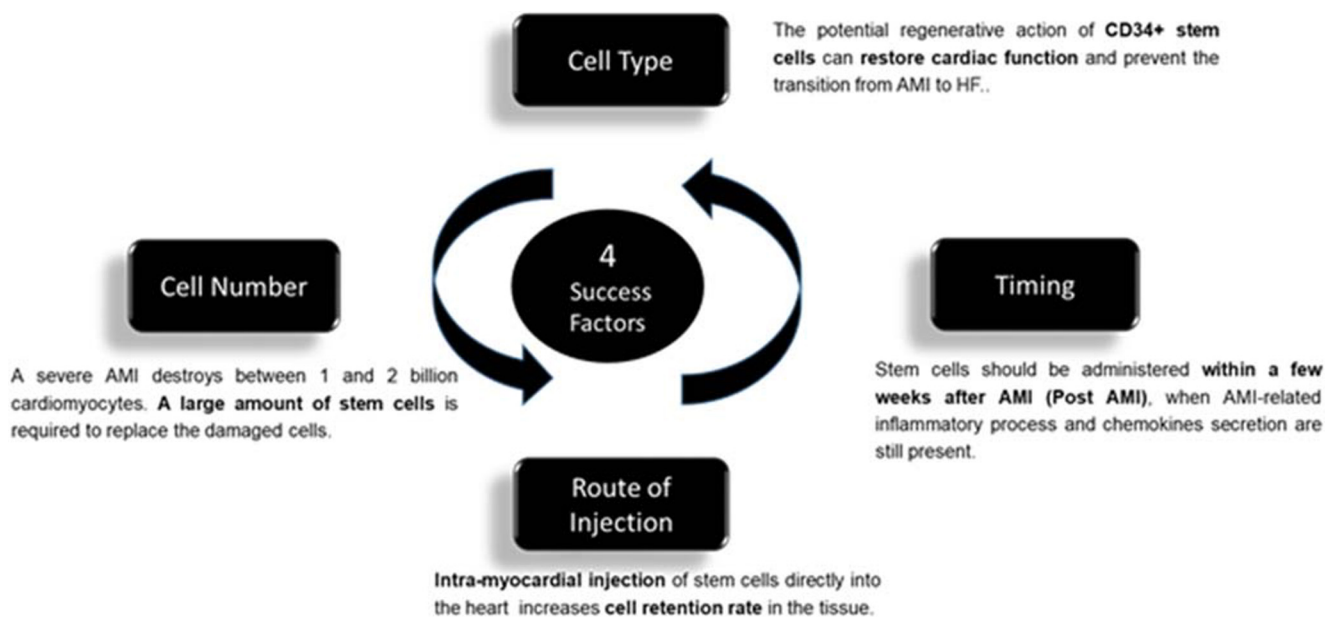 Cell Type
The potential regenerative action of CD34+ stem
cells can restore cardiac function and prevent the
transition from AMI to HF..
4
Success
Factors
Cell Number
A severe AMI destroys between 1 and 2 billion
cardiomyocytes. A large amount of stem cells is
required to replace the damaged cells.
Timing
Stem cells should be administered within a few
weeks after AMI (Post AMI), when AMI-related
inflammatory process and chemokines secretion are
still present.
Route of
Injection
Intra-myocardial injection of stem cells directly into
the heart increases cell retention rate in the tissue.